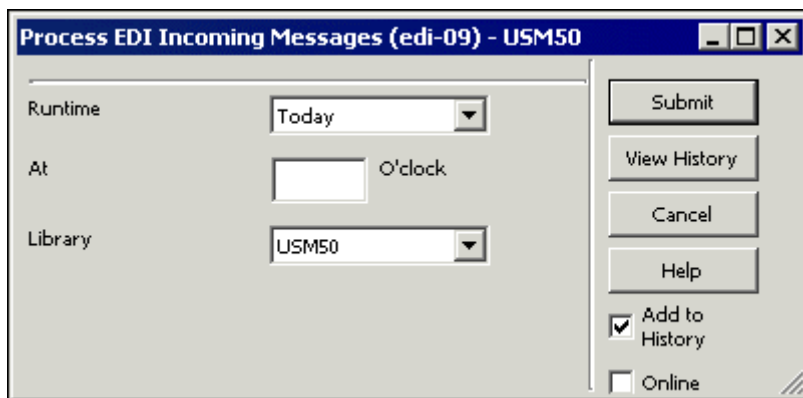 Process EDI Incoming Messages (edi-09) - USM50
Runtime
Today
At
O'clock
Library
USM50
Submit
View History
Cancel
Help
Add to
History
Online